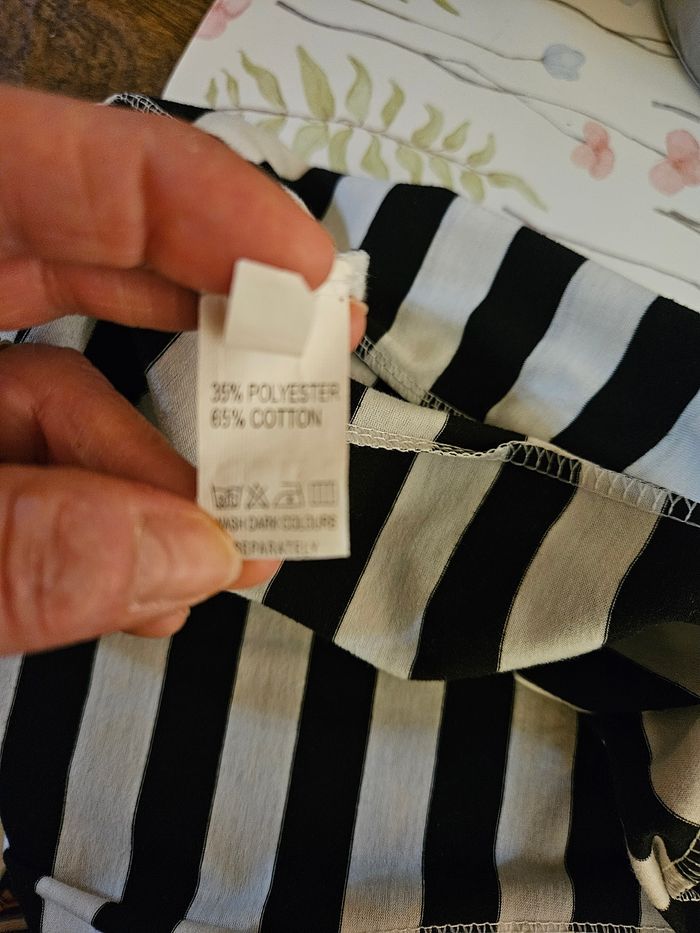 35% POLYESTER
65% COTTON
WASH DARK COLOURS
SEPARATELY